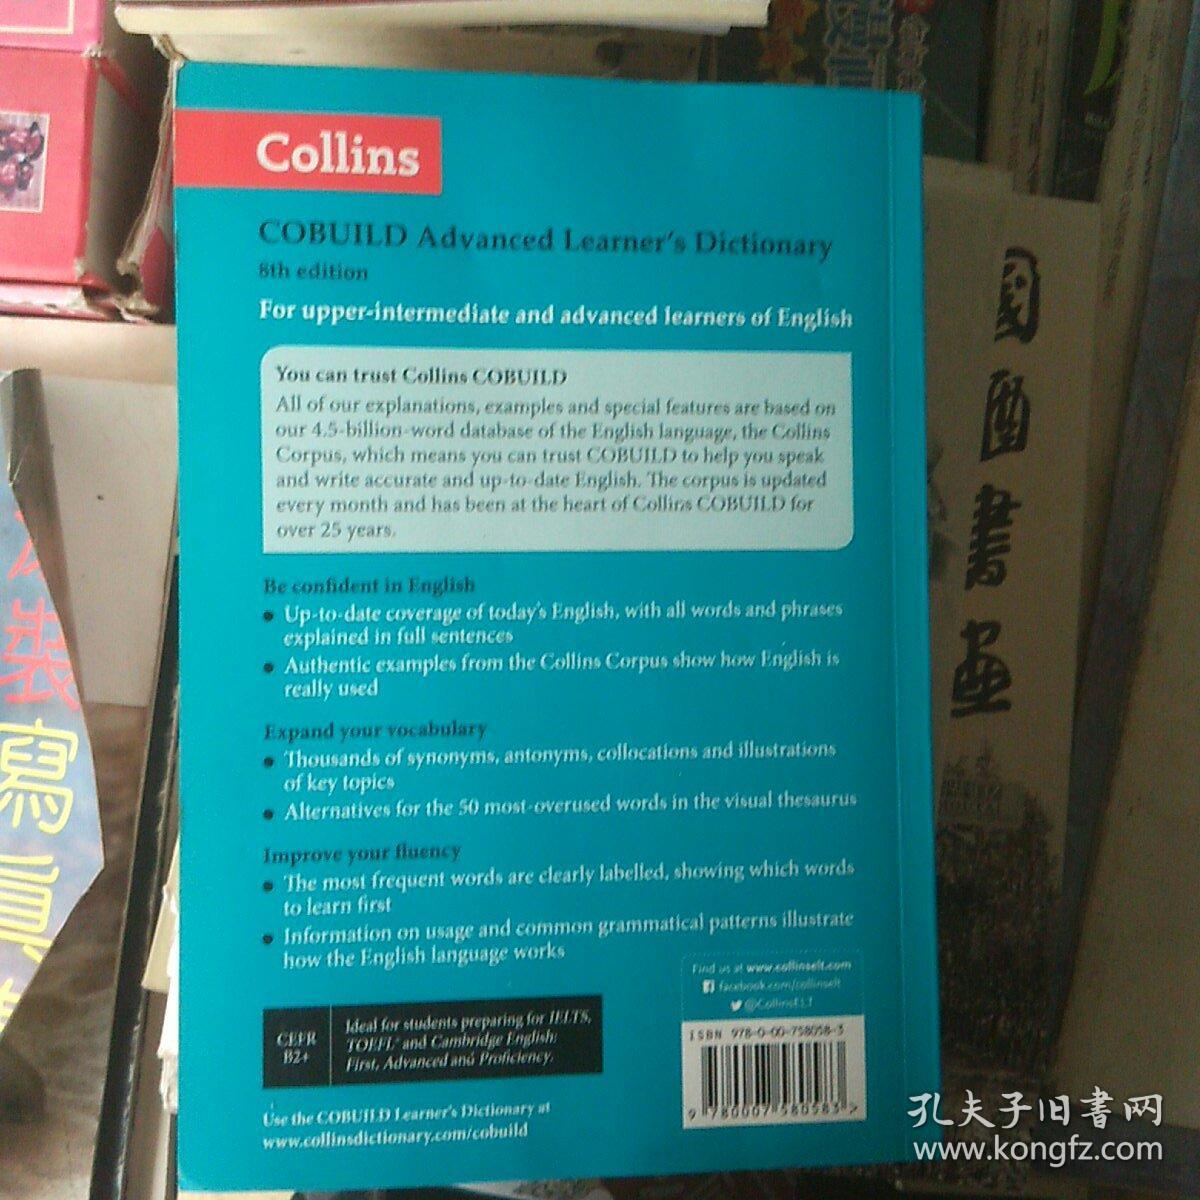 Collins
COBUILD Advanced Learner's Dictionary
8th edition
For upper-intermediate and advanced learners of English
You can trust Collins COBUILD
All of our explanations, examples and special features are based on
our 4.5-billion-word database of the English language, the Collins
Corpus, which means you can trust COBUILD to help you speak
and write accurate and up-to-date English. The corpus is updated
every month and has been at the heart of Collins COBUILD for
over 25 years.
Be confident in English
• Up-to-date coverage of today's English, with all words and phrases
explained in full sentences
• Authentic examples from the Collins Corpus show how English is
really used
Expand your vocabulary
• Thousands of synonyms, antonyms, collocations and illustrations
of key topics
• Alternatives for the 50 most-overused words in the visual thesaurus
Improve your fluency
• The most frequent words are clearly labelled, showing which words
to learn first
• Information on usage and common grammatical patterns illustrate
how the English language works
Find us at www.collinselt.com
facebook.com/collinselt
@CollinsELT
CEFR
B2+
Ideal for students preparing for IELTS,
TOEFL® and Cambridge English:
First, Advanced and Proficiency.
ISBN 978-0-00-758058-3
9 780007 580583 >
Use the COBUILD Learner's Dictionary at
www.collinsdictionary.com/cobuild
國酉書画
裝寫真
孔夫子旧書网
www.kongfz.com